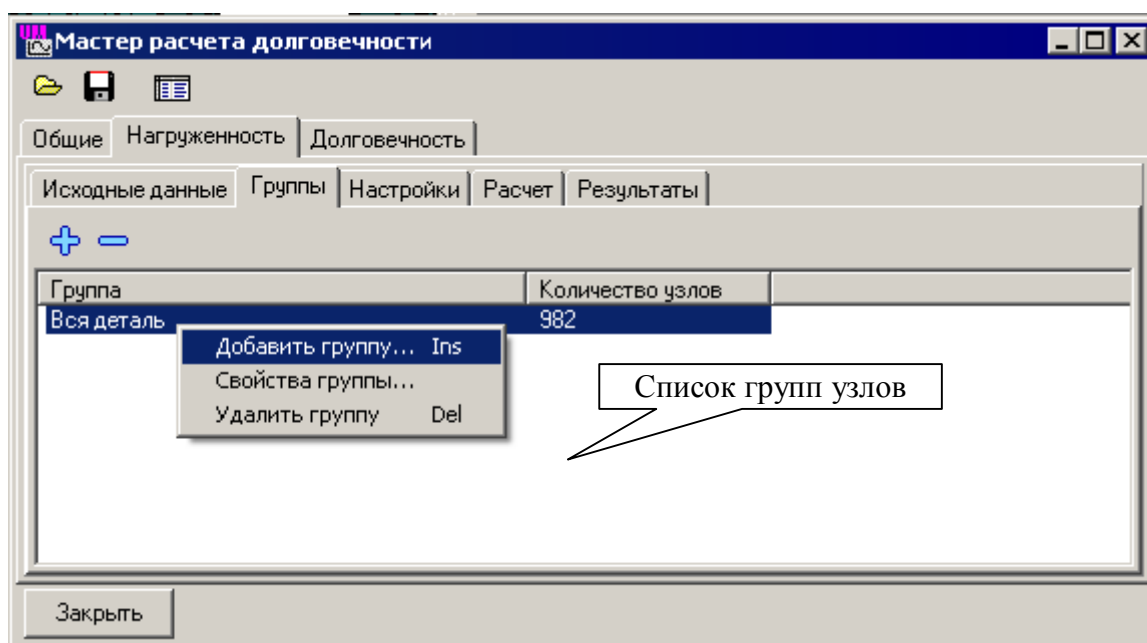 Мастер расчета долговечности
Общие Нагруженность Долговечность
Исходные данные Группы Настройки Расчет Результаты
Группа Количество узлов
Вся деталь 982
Добавить группу... Ins
Свойства группы...
Удалить группу Del
Список групп узлов
Закрыть